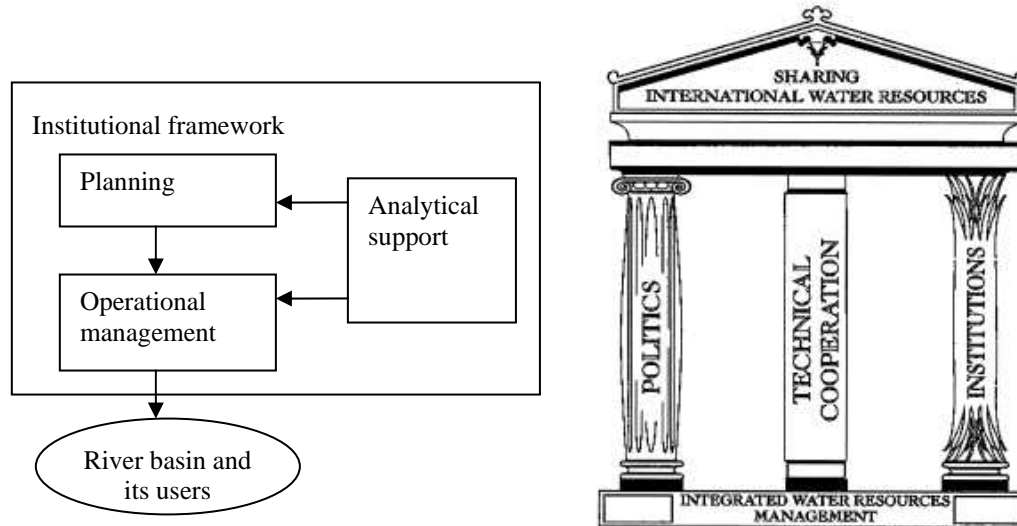 Institutional framework
Planning
Analytical
support
Operational
management
River basin and
its users
SHARING
INTERNATIONAL WATER RESOURCES
POLITICS
TECHNICAL
COOPERATION
INSTITUTIONS
INTEGRATED WATER RESOURCES
MANAGEMENT